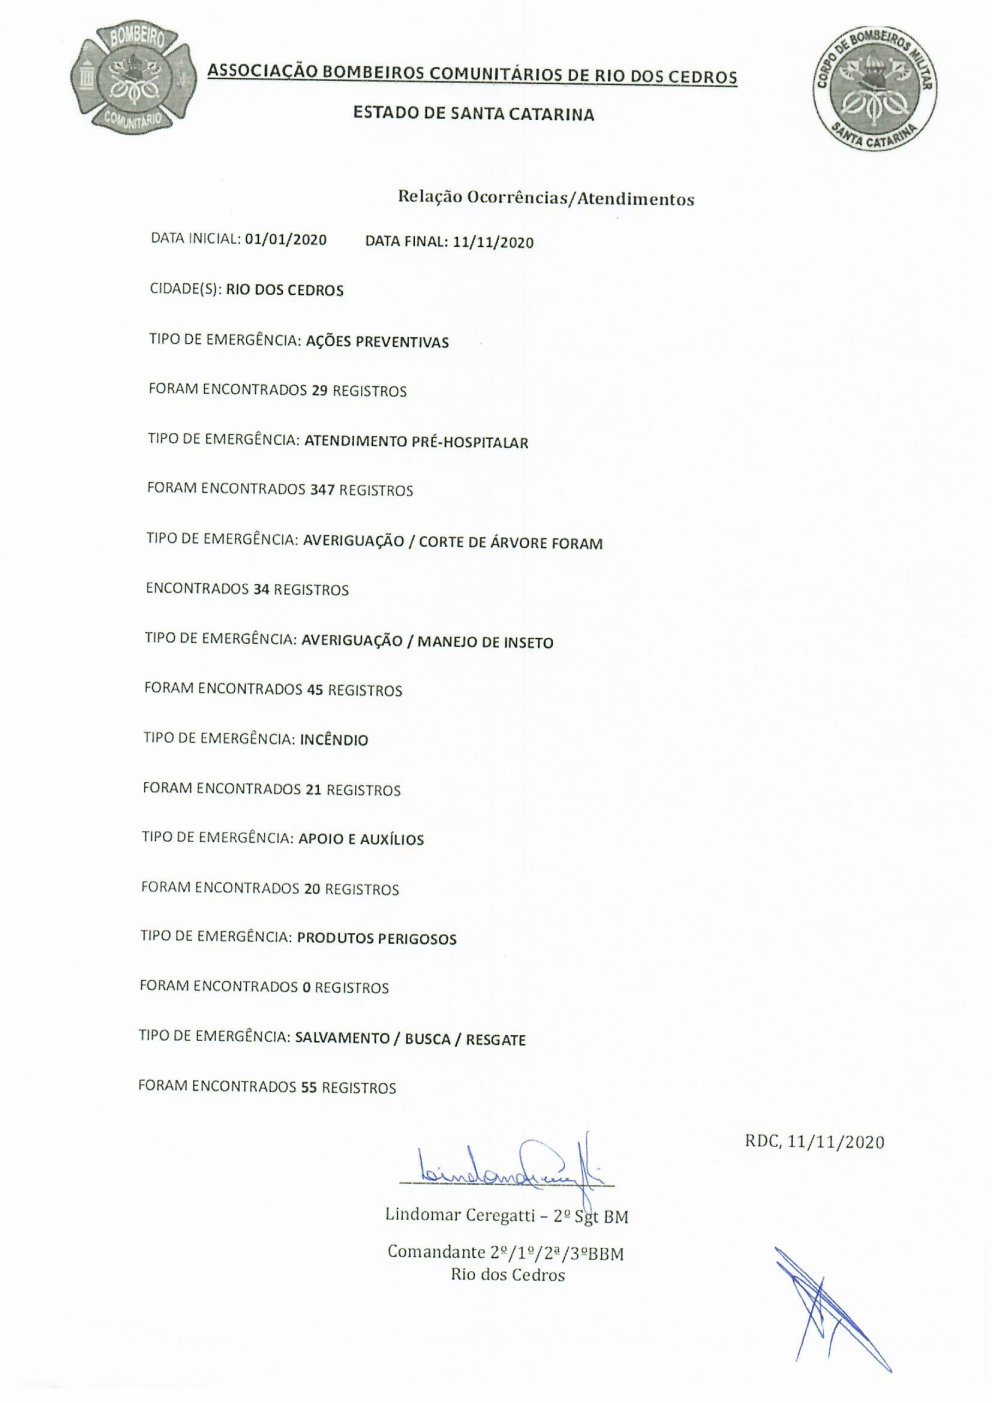 BOMBEIRO
COMUNITÁRIO
ASSOCIAÇÃO BOMBEIROS COMUNITÁRIOS DE RIO DOS CEDROS
ESTADO DE SANTA CATARINA
CORPO DE BOMBEIROS MILITAR
SANTA CATARINA
Relação Ocorrências/Atendimentos
DATA INICIAL: 01/01/2020 DATA FINAL: 11/11/2020
CIDADE(S): RIO DOS CEDROS
TIPO DE EMERGÊNCIA: AÇÕES PREVENTIVAS
FORAM ENCONTRADOS 29 REGISTROS
TIPO DE EMERGÊNCIA: ATENDIMENTO PRÉ-HOSPITALAR
FORAM ENCONTRADOS 347 REGISTROS
TIPO DE EMERGÊNCIA: AVERIGUAÇÃO / CORTE DE ÁRVORE FORAM
ENCONTRADOS 34 REGISTROS
TIPO DE EMERGÊNCIA: AVERIGUAÇÃO / MANEJO DE INSETO
FORAM ENCONTRADOS 45 REGISTROS
TIPO DE EMERGÊNCIA: INCÊNDIO
FORAM ENCONTRADOS 21 REGISTROS
TIPO DE EMERGÊNCIA: APOIO E AUXÍLIOS
FORAM ENCONTRADOS 20 REGISTROS
TIPO DE EMERGÊNCIA: PRODUTOS PERIGOSOS
FORAM ENCONTRADOS 0 REGISTROS
TIPO DE EMERGÊNCIA: SALVAMENTO / BUSCA / RESGATE
FORAM ENCONTRADOS 55 REGISTROS
RDC, 11/11/2020
Lindomar Ceregatti – 2º Sgt BM
Comandante 2º/1º/2ª/3ºBBM
Rio dos Cedros